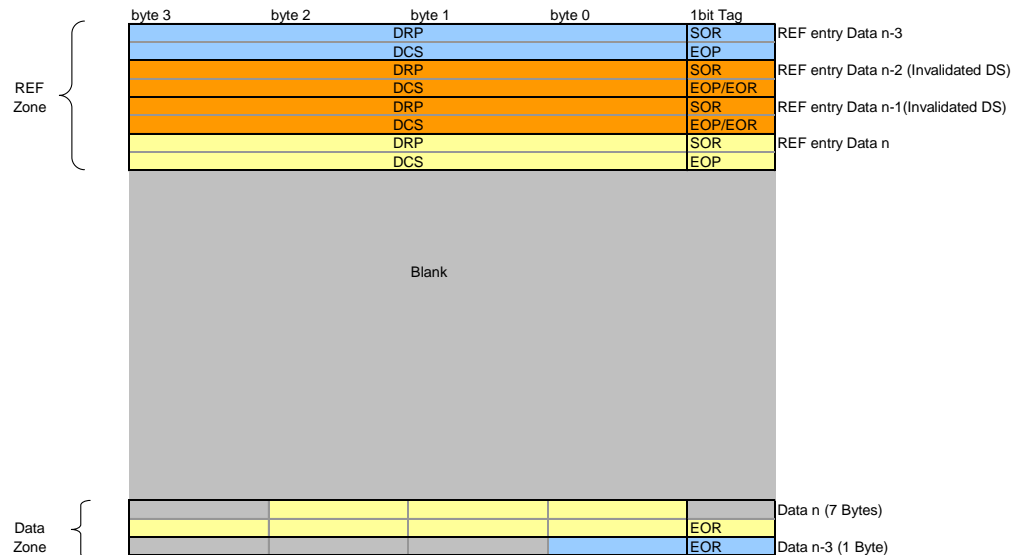 byte 3 byte 2 byte 1 byte 0 1bit Tag
DRP SOR REF entry Data n-3
DCS EOP
DRP SOR REF entry Data n-2 (Invalidated DS)
DCS EOP/EOR
REF
Zone
DRP SOR REF entry Data n-1(Invalidated DS)
DCS EOP/EOR
DRP SOR REF entry Data n
DCS EOP
Blank
Data n (7 Bytes)
Data
Zone
EOR
EOR Data n-3 (1 Byte)